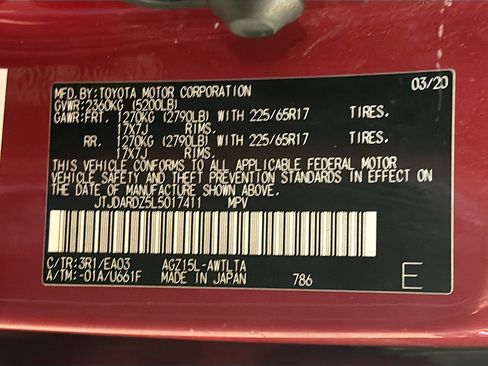 MFD.BY:TOYOTA MOTOR CORPORATION 03/20
GVWR:2360KG (5200LB)
GAWR:FRT. 1270KG (2790LB) WITH 225/65R17 TIRES.
17X7J RIMS.
RR. 1270KG (2790LB) WITH 225/65R17 TIRES.
17X7J RIMS.
THIS VEHICLE CONFORMS TO ALL APPLICABLE FEDERAL MOTOR
VEHICLE SAFETY AND THEFT PREVENTION STANDARDS IN EFFECT ON
THE DATE OF MANUFACTURE SHOWN ABOVE.
JTJDARDZ5L5017411 MPV
C/TR:3R1/EA03 AGZ15L-AWTLTA
A/TM:-01A/U661F MADE IN JAPAN 786 E